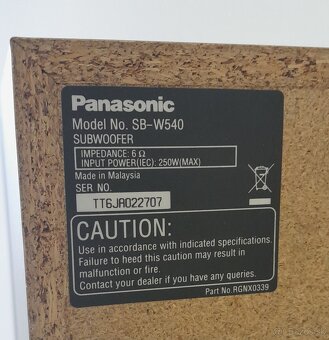 Panasonic
Model No. SB-W540
SUBWOOFER
IMPEDANCE: 6 Ω
INPUT POWER(IEC): 250W(MAX)
Made in Malaysia
SER NO.
TT6JA022707
CAUTION:
Use in accordance with indicated specifications.
Failure to heed this caution may result in
malfunction or fire.
Contact your dealer if you have any questions.
Part No.RGNX0339